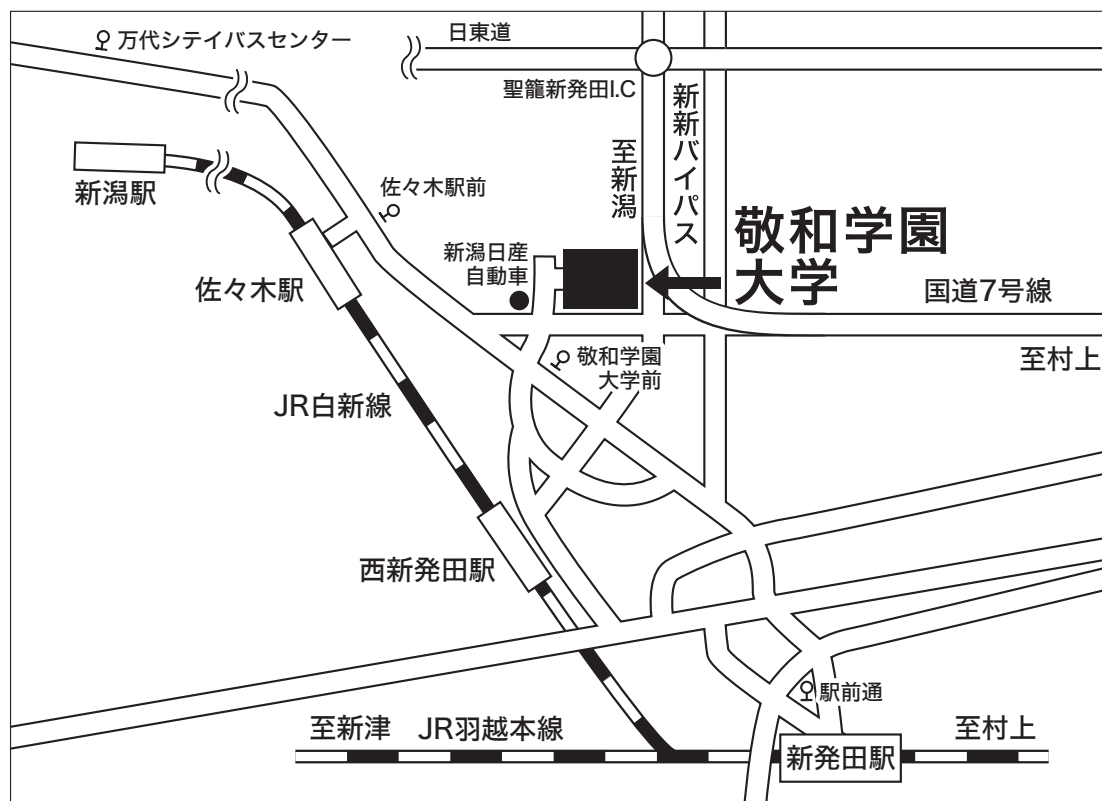 万代シテイバスセンター
日東道
聖籠新発田I.C
新新バイパス
至新潟
新潟駅
佐々木駅前
敬和学園
大学
新潟日産
自動車
佐々木駅
国道7号線
敬和学園
大学前
至村上
JR白新線
西新発田駅
駅前通
至新津
JR羽越本線
至村上
新発田駅